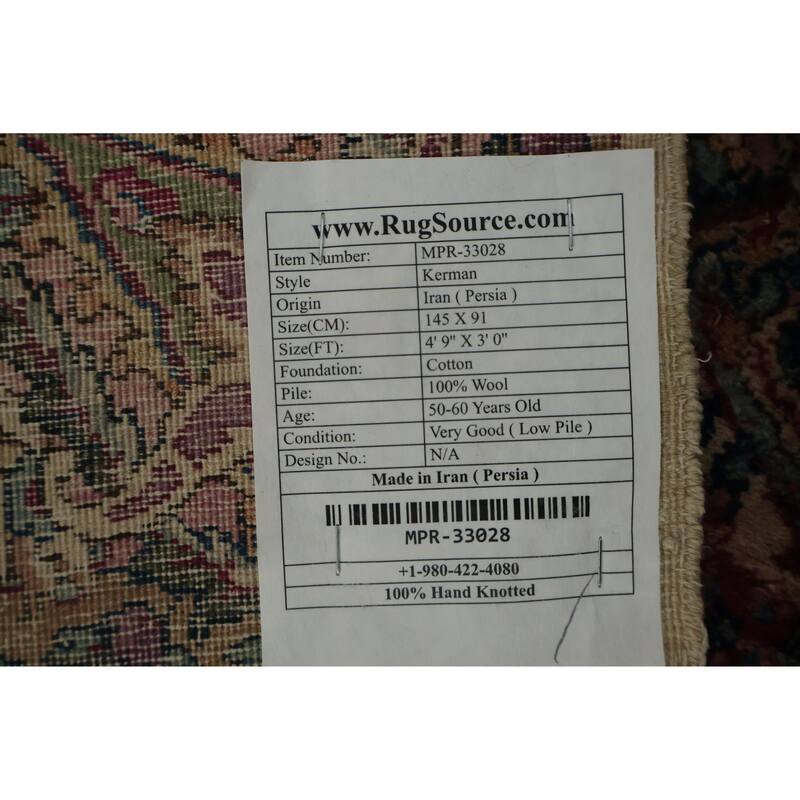 www.RugSource.com
Item Number: MPR-33028
Style Kerman
Origin Iran ( Persia )
Size(CM): 145 X 91
Size(FT): 4' 9" X 3' 0"
Foundation: Cotton
Pile: 100% Wool
Age: 50-60 Years Old
Condition: Very Good ( Low Pile )
Design No.: N/A
Made in Iran ( Persia )
MPR-33028
+1-980-422-4080
100% Hand Knotted